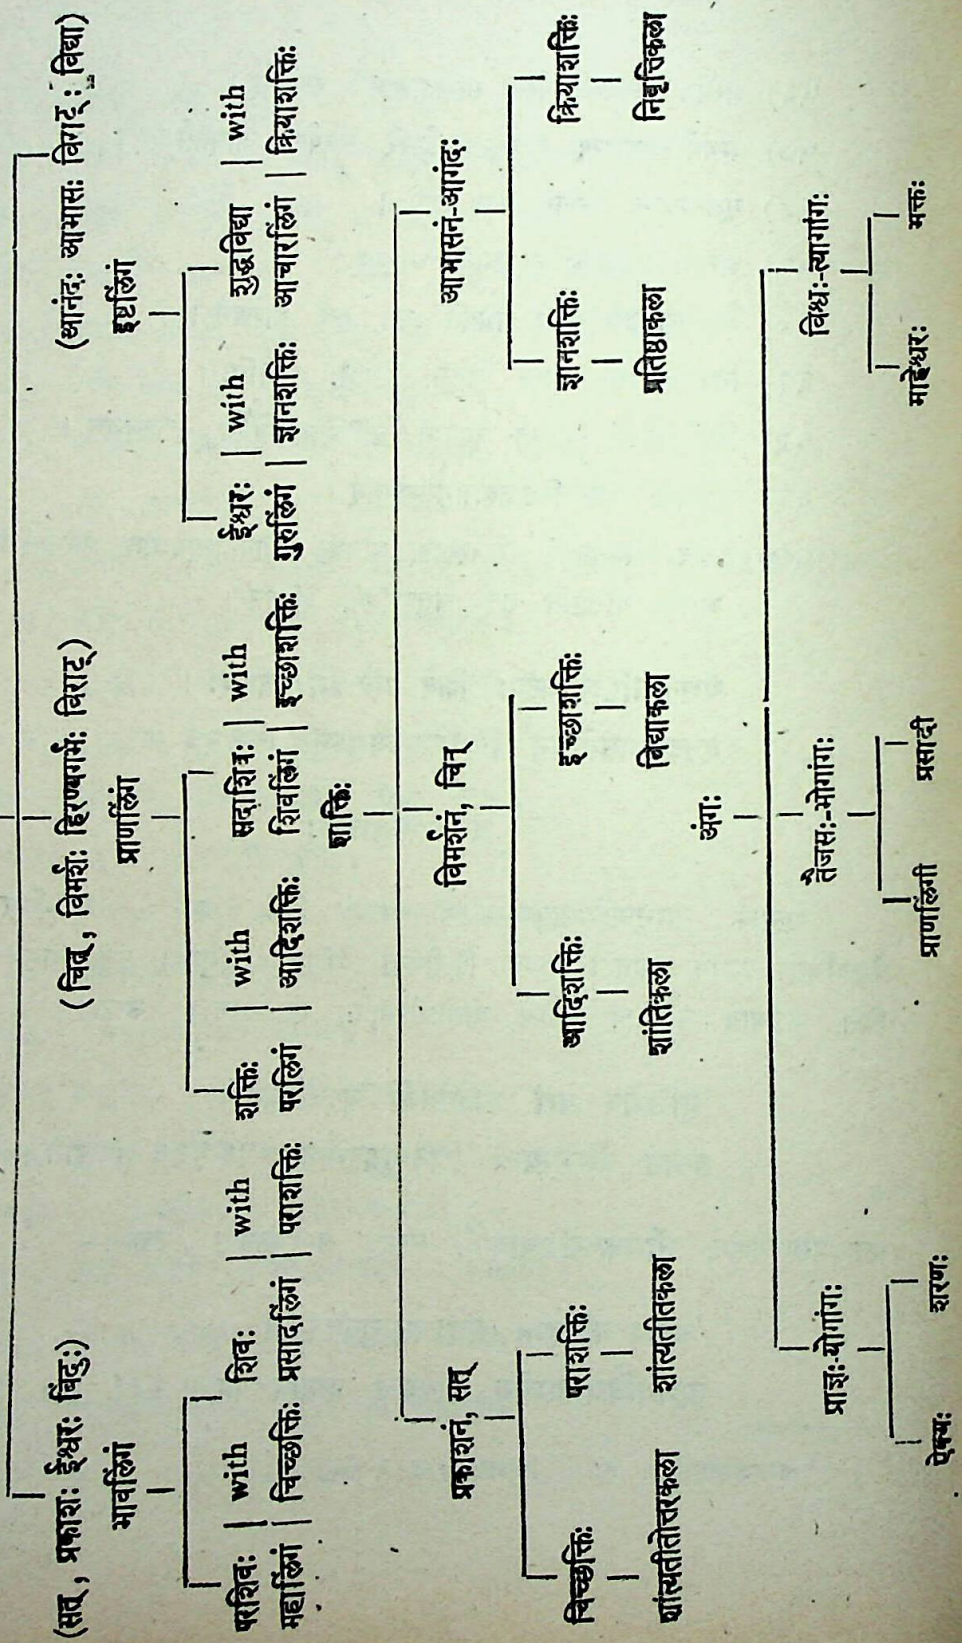 (सत्, प्रकाशः ईश्वरः बिंदुः) (चित्, विमर्शः हिरण्यगर्भः विराट्) (आनंदः आभासः विराट् : विद्या)
भावलिंगं प्राणलिंगं इष्टलिंगं
परशिवः | with शिवः | with शक्तिः | with सदाशिवः | with ईश्वरः | with शुद्धविद्या | with
महालिंगं | चिच्छक्तिः प्रसादलिंगं | पराशक्तिः परलिंगं | आदिशक्तिः शिवलिंगं | इच्छाशक्तिः गुरुलिंगं | ज्ञानशक्तिः आचारलिंगं | क्रियाशक्तिः
शक्तिः
प्रकाशनं, सत् विमर्शनं, चित् आभासनं-आनंदः
चिच्छक्तिः पराशक्तिः आदिशक्तिः इच्छाशक्तिः ज्ञानशक्तिः क्रियाशक्तिः
शांत्यतीतोत्तरकला शांत्यतीतकला शांतिकला विद्याकला प्रतिष्ठाकला निवृत्तिकला
अंगः
प्राज्ञः-योगांगः तैजसः-भोगांगः विश्वः-त्यागांगः
ऐक्यः शरणः प्राणलिंगी प्रसादी माहेश्वरः भक्तः